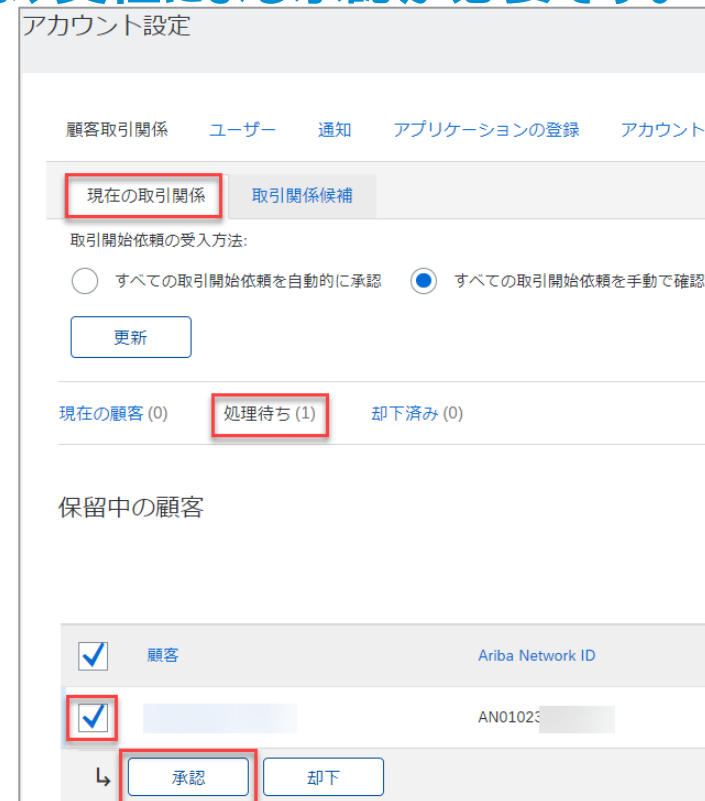 アカウント設定
顧客取引関係 ユーザー 通知 アプリケーションの登録 アカウント
現在の取引関係 取引関係候補
取引開始依頼の受入方法:
すべての取引開始依頼を自動的に承認 すべての取引開始依頼を手動で確認
更新
現在の顧客 (0) 処理待ち (1) 却下済み (0)
保留中の顧客
顧客 Ariba Network ID
AN01023
承認 却下